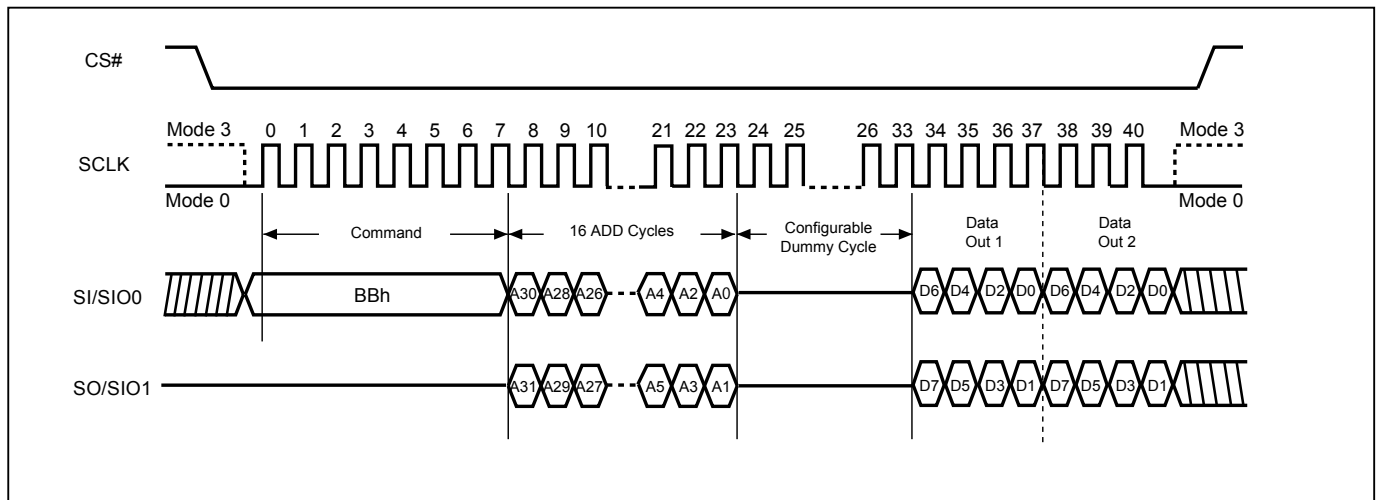 CS#
Mode 3 0 1 2 3 4 5 6 7 8 9 10 21 22 23 24 25 26 33 34 35 36 37 38 39 40 Mode 3
SCLK
Mode 0 Mode 0
Command 16 ADD Cycles Configurable Dummy Cycle Data Out 1 Data Out 2
SI/SIO0 BBh A30 A28 A26 A4 A2 A0 D6 D4 D2 D0 D6 D4 D2 D0
SO/SIO1 A31 A29 A27 A5 A3 A1 D7 D5 D3 D1 D7 D5 D3 D1